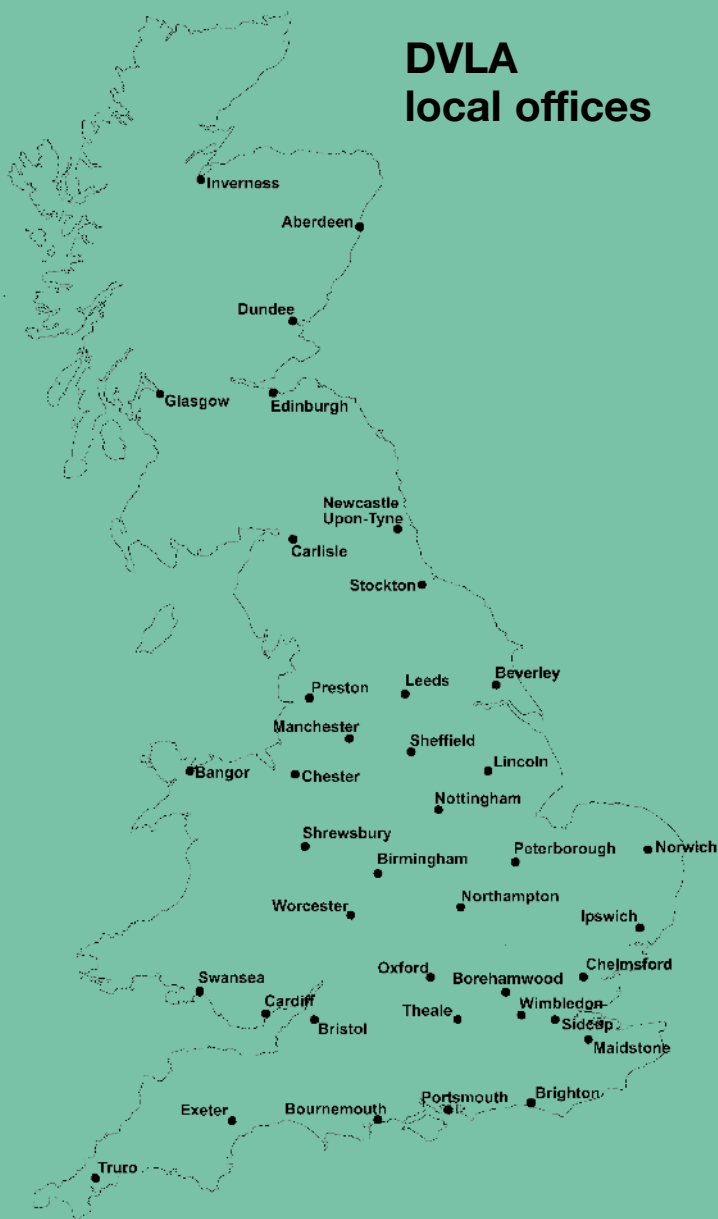 DVLA
local offices
Inverness
Aberdeen
Dundee
Glasgow
Edinburgh
Newcastle
Upon-Tyne
Carlisle
Stockton
Beverley
Leeds
Preston
Manchester
Sheffield
Lincoln
Bangor
Chester
Nottingham
Shrewsbury
Peterborough
Norwich
Birmingham
Worcester
Northampton
Ipswich
Swansea
Oxford
Borehamwood
Chelmsford
Cardiff
Bristol
Theale
Wimbledon
Sidcup
Maidstone
Exeter
Bournemouth
Portsmouth
Brighton
Truro